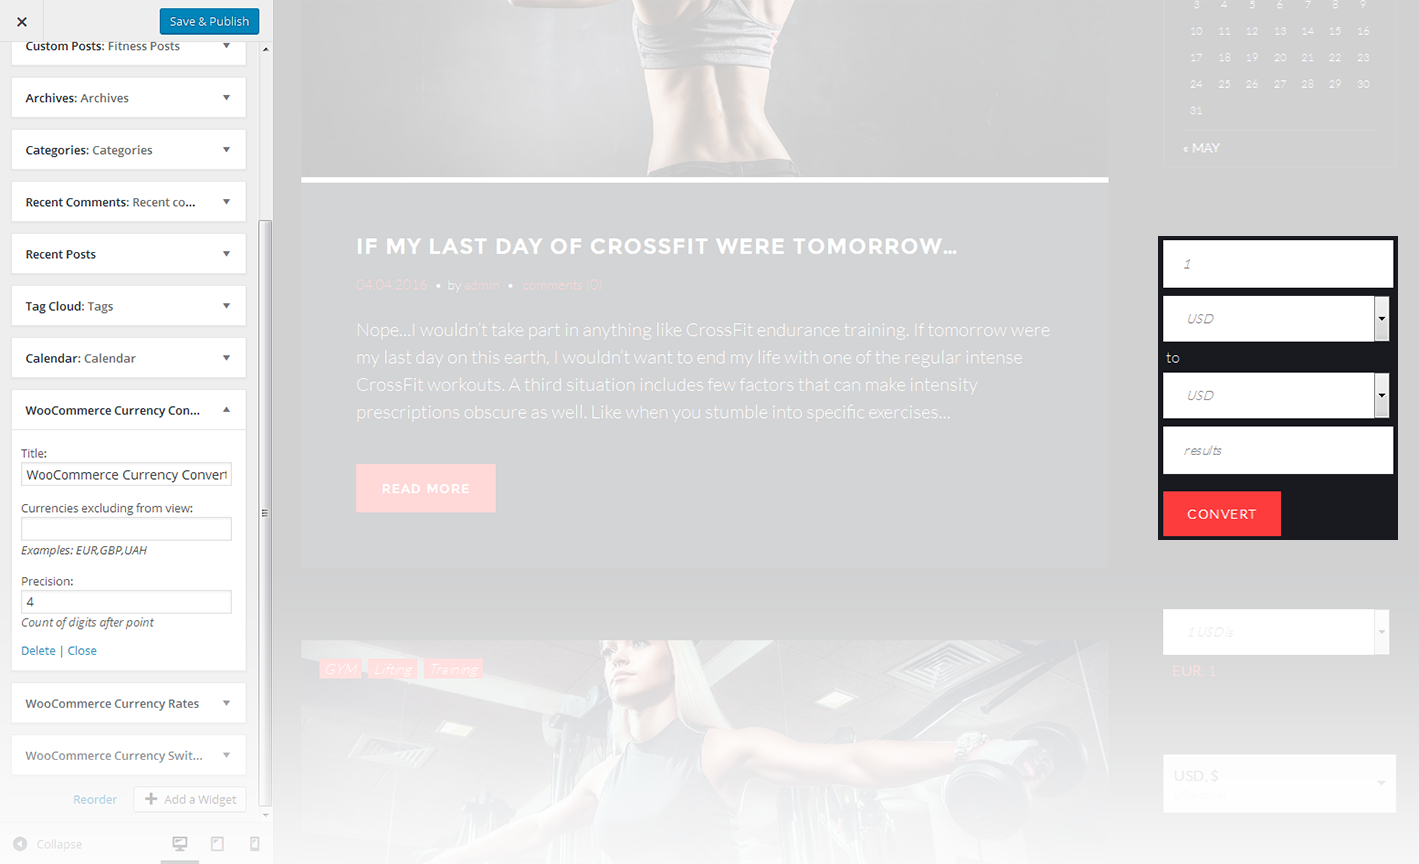 Save & Publish
Custom Posts: Fitness Posts
Archives: Archives
Categories: Categories
Recent Comments: Recent co...
Recent Posts
Tag Cloud: Tags
Calendar: Calendar
WooCommerce Currency Con...
Title:
WooCommerce Currency Convert
Currencies excluding from view:
Examples: EUR,GBP,UAH
Precision:
4
Count of digits after point
Delete | Close
WooCommerce Currency Rates
WooCommerce Currency Swit...
Reorder
Add a Widget
Collapse
IF MY LAST DAY OF CROSSFIT WERE TOMORROW...
04.04.2016 • by admin • comments (0)
Nope...I wouldn't take part in anything like CrossFit endurance training. If tomorrow were
my last day on this earth, I wouldn't want to end my life with one of the regular intense
CrossFit workouts. A third situation includes few factors that can make intensity
prescriptions obscure as well. Like when you stumble into specific exercises...
READ MORE
GYM Lifting Training
3 4 5 6 7 8 9
10 11 12 13 14 15 16
17 18 19 20 21 22 23
24 25 26 27 28 29 30
31
« MAY
1
USD
to
USD
results
CONVERT
1 USD is
EUR: 1
USD, $